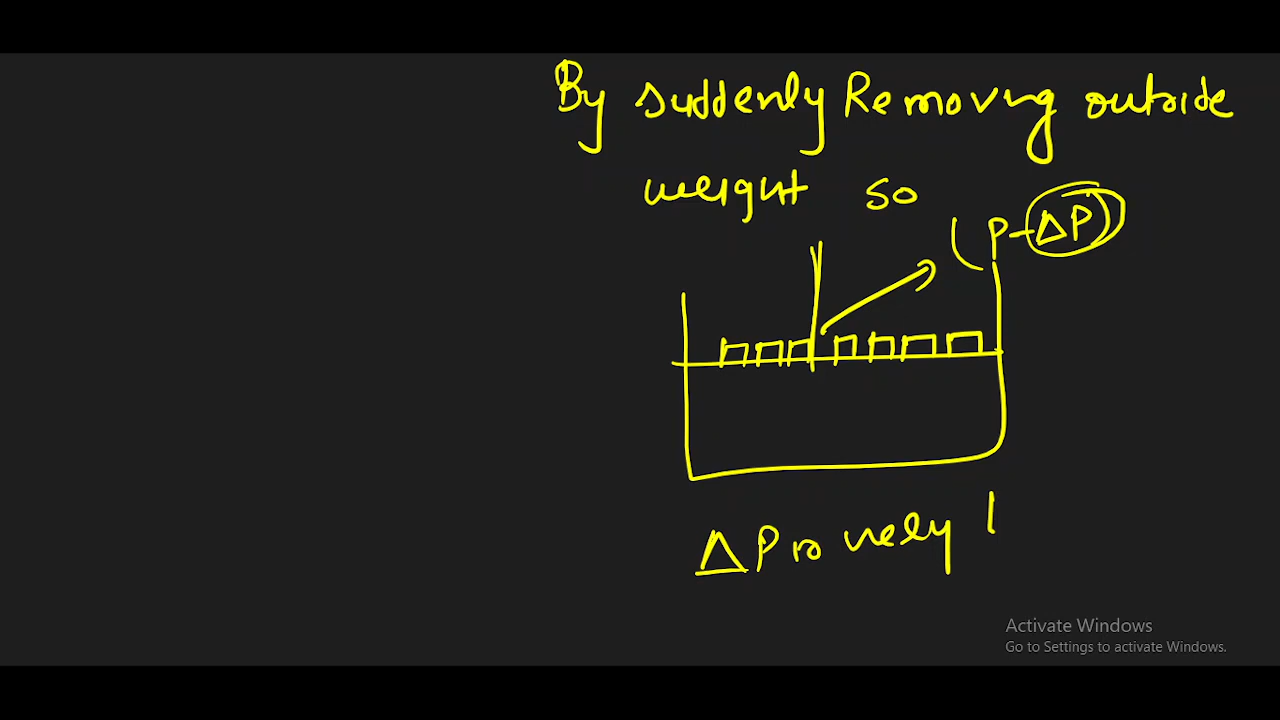 By suddenly Removing outside
weight so
(P-ΔP)
ΔP is very
Activate Windows
Go to Settings to activate Windows.